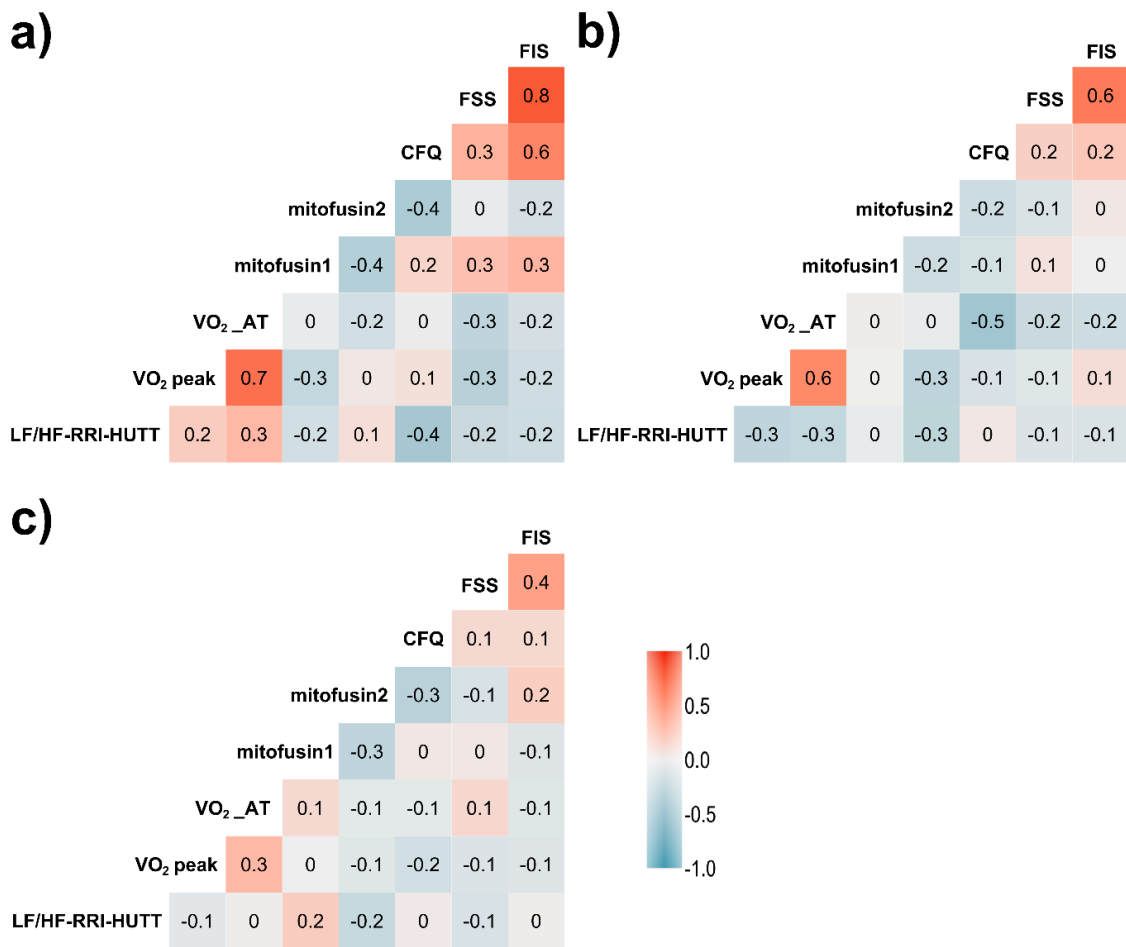 a)
FIS
FSS 0.8
CFQ 0.3 0.6
mitofusin2 -0.4 0 -0.2
mitofusin1 -0.4 0.2 0.3 0.3
VO₂_AT 0 -0.2 0 -0.3 -0.2
VO₂ peak 0.7 -0.3 0 0.1 -0.3 -0.2
LF/HF-RRI-HUTT 0.2 0.3 -0.2 0.1 -0.4 -0.2 -0.2
b)
FIS
FSS 0.6
CFQ 0.2 0.2
mitofusin2 -0.2 -0.1 0
mitofusin1 -0.2 -0.1 0.1 0
VO₂_AT 0 0 -0.5 -0.2 -0.2
VO₂ peak 0.6 0 -0.3 -0.1 -0.1 0.1
LF/HF-RRI-HUTT -0.3 -0.3 0 -0.3 0 -0.1 -0.1
c)
FIS
FSS 0.4
CFQ 0.1 0.1
mitofusin2 -0.3 -0.1 0.2
mitofusin1 -0.3 0 0 -0.1
VO₂_AT 0.1 -0.1 -0.1 0.1 -0.1
VO₂ peak 0.3 0 -0.1 -0.2 -0.1 -0.1
LF/HF-RRI-HUTT -0.1 0 0.2 -0.2 0 -0.1 0
1.0
0.5
0.0
-0.5
-1.0